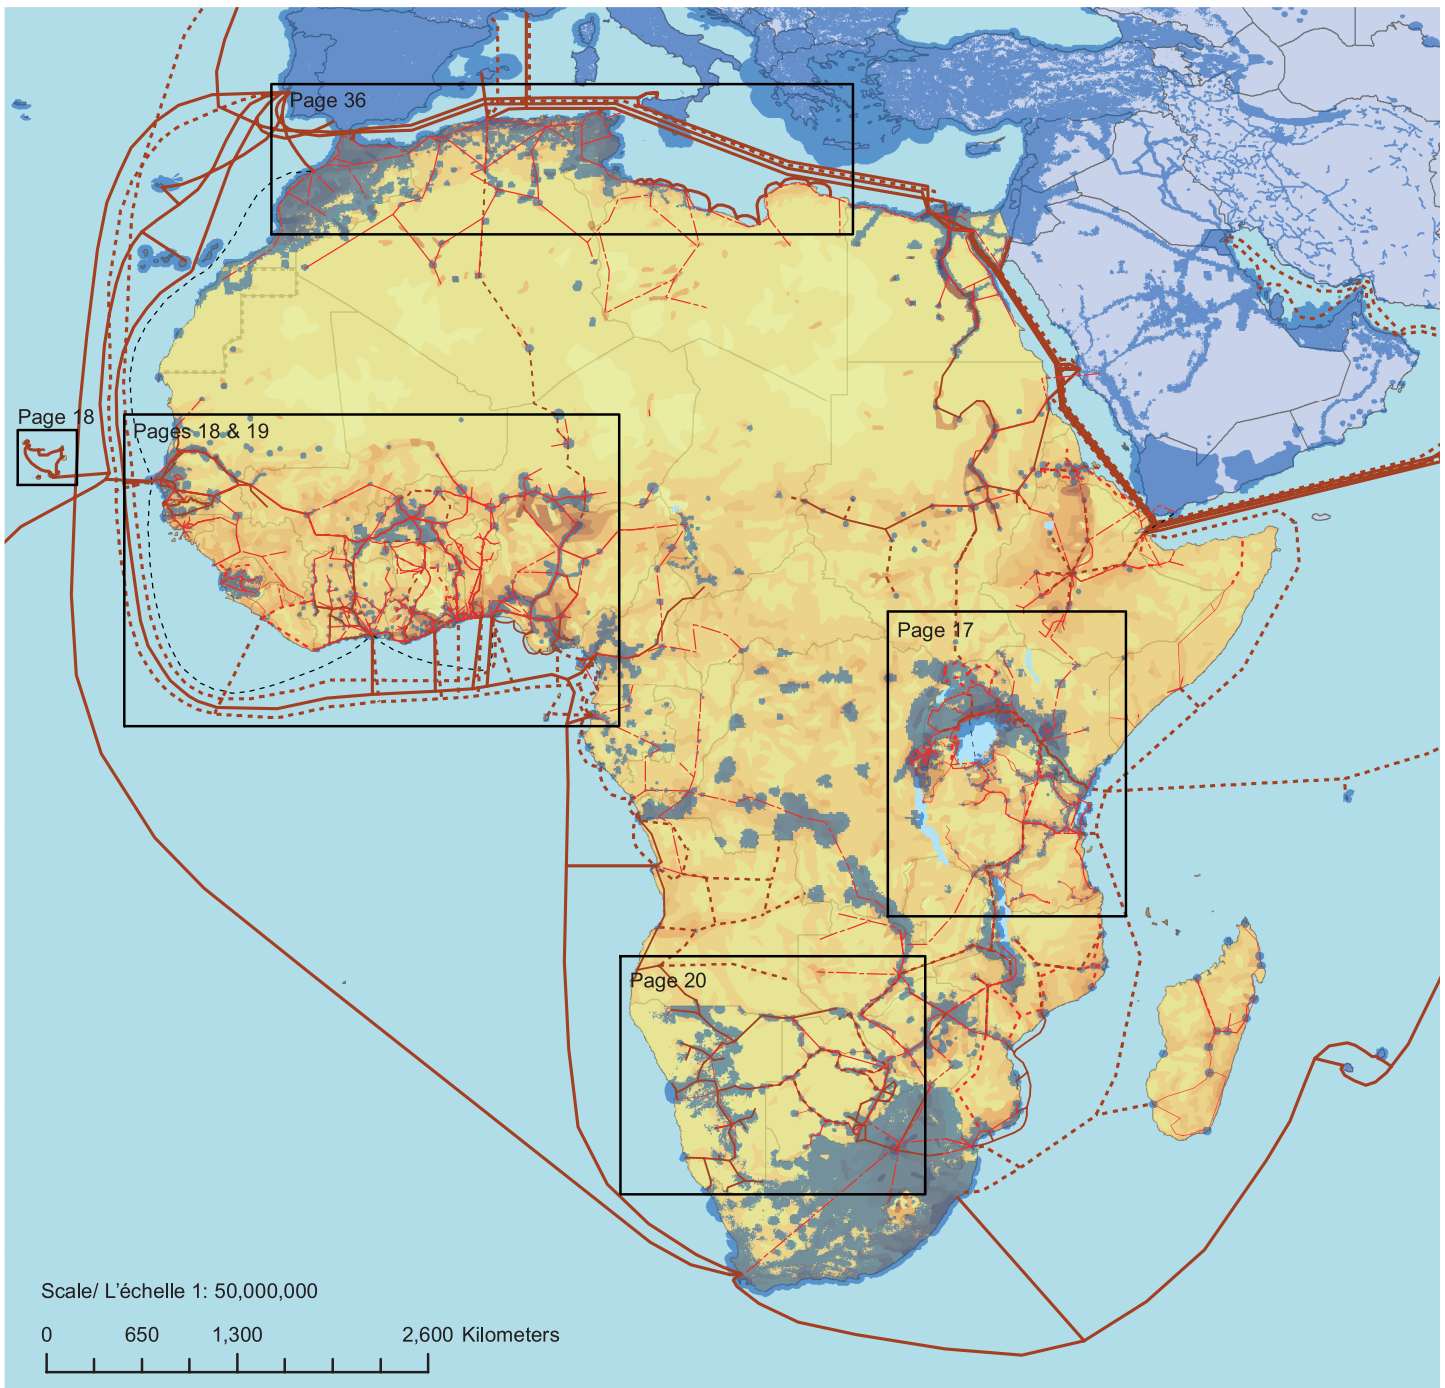 Page 36
Page 18
Pages 18 & 19
Page 17
Page 20
Scale/ L'échelle 1: 50,000,000
0 650 1,300 2,600 Kilometers